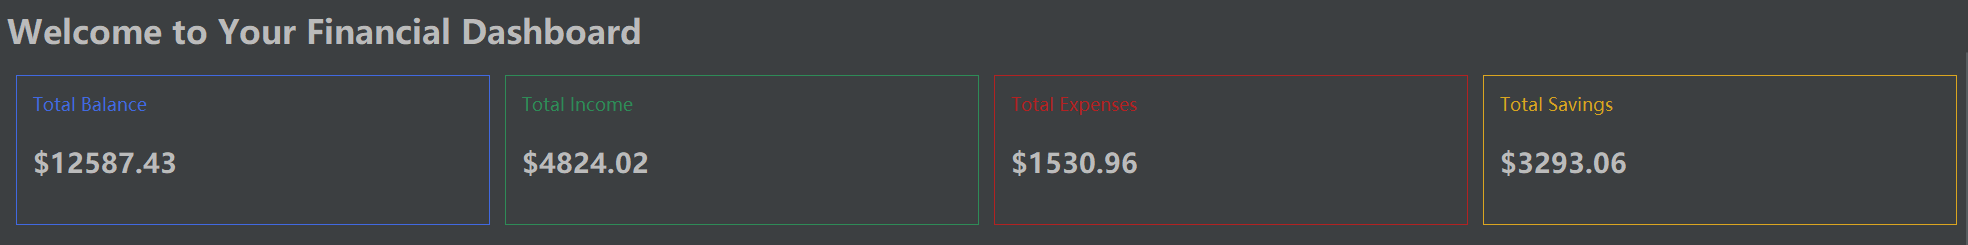 Welcome to Your Financial Dashboard
Total Balance
$12587.43
Total Income
$4824.02
Total Expenses
$1530.96
Total Savings
$3293.06